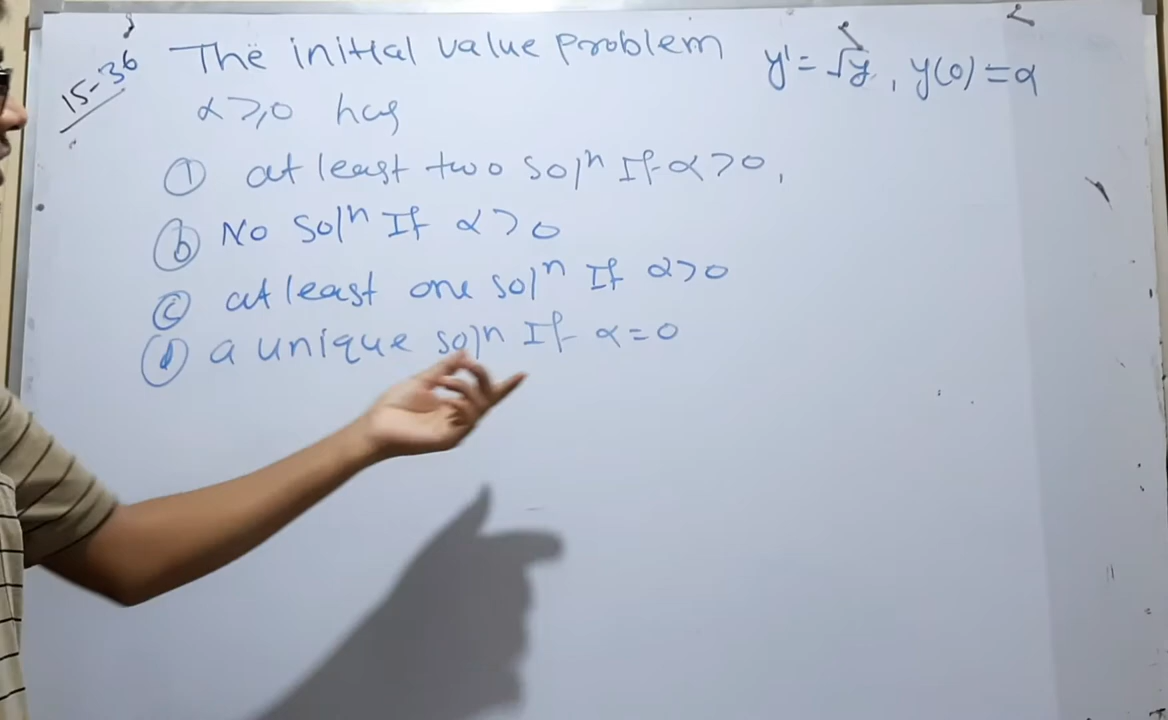 15-36 The initial value problem y' = √y, y(0) = α
α ≥ 0 has
① at least two solⁿ If α > 0,
ⓑ No solⁿ If α > 0
ⓒ at least one solⁿ If α > 0
ⓓ a unique solⁿ If α = 0